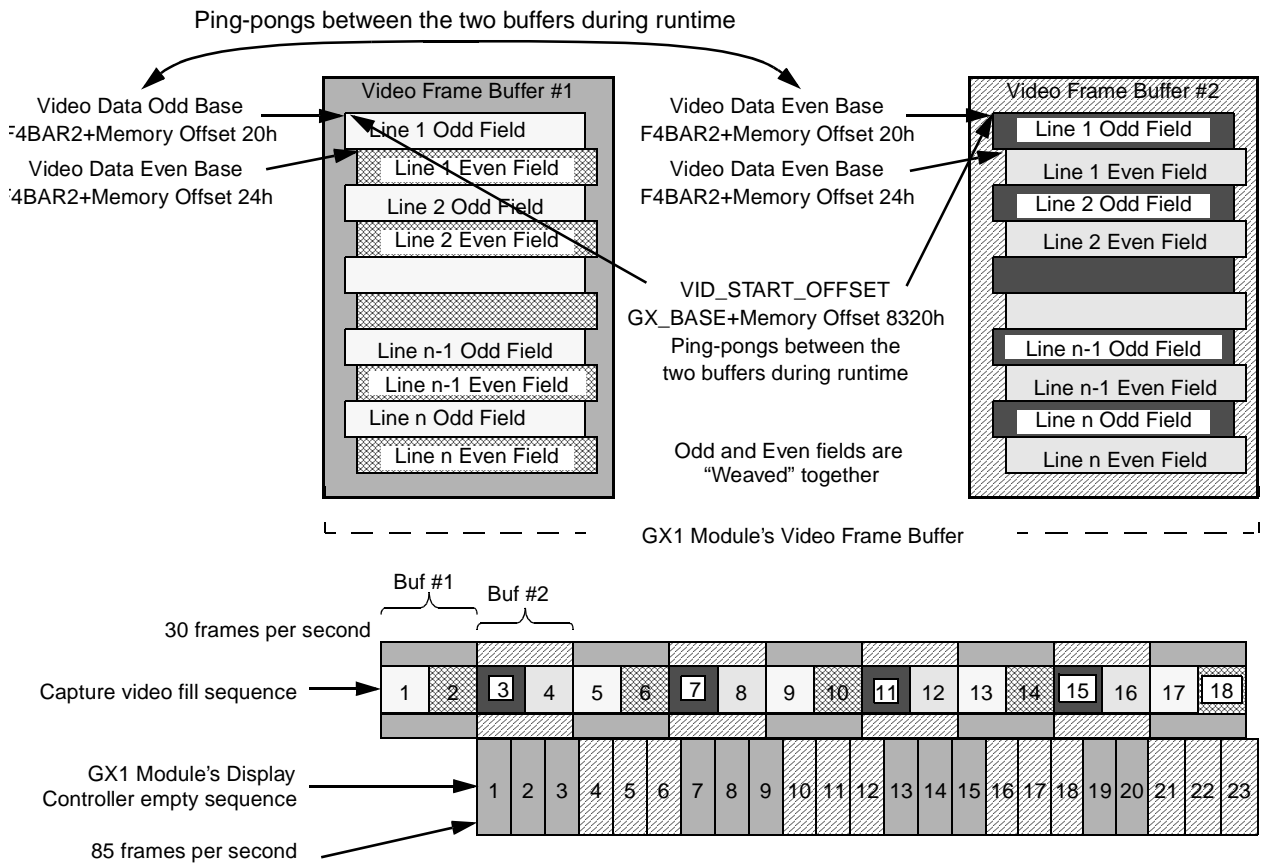 Ping-pongs between the two buffers during runtime
Video Frame Buffer #1
Video Data Odd Base
F4BAR2+Memory Offset 20h
Video Data Even Base
F4BAR2+Memory Offset 24h
Line 1 Odd Field
Line 1 Even Field
Line 2 Odd Field
Line 2 Even Field
Line n-1 Odd Field
Line n-1 Even Field
Line n Odd Field
Line n Even Field
Video Data Even Base
F4BAR2+Memory Offset 20h
Video Data Even Base
F4BAR2+Memory Offset 24h
VID_START_OFFSET
GX_BASE+Memory Offset 8320h
Ping-pongs between the
two buffers during runtime
Odd and Even fields are
“Weaved” together
Video Frame Buffer #2
Line 1 Odd Field
Line 1 Even Field
Line 2 Odd Field
Line 2 Even Field
Line n-1 Odd Field
Line n-1 Even Field
Line n Odd Field
Line n Even Field
GX1 Module's Video Frame Buffer
Buf #1
Buf #2
30 frames per second
Capture video fill sequence
1 2 3 4 5 6 7 8 9 10 11 12 13 14 15 16 17 18
GX1 Module's Display
Controller empty sequence
1 2 3 4 5 6 7 8 9 10 11 12 13 14 15 16 17 18 19 20 21 22 23
85 frames per second